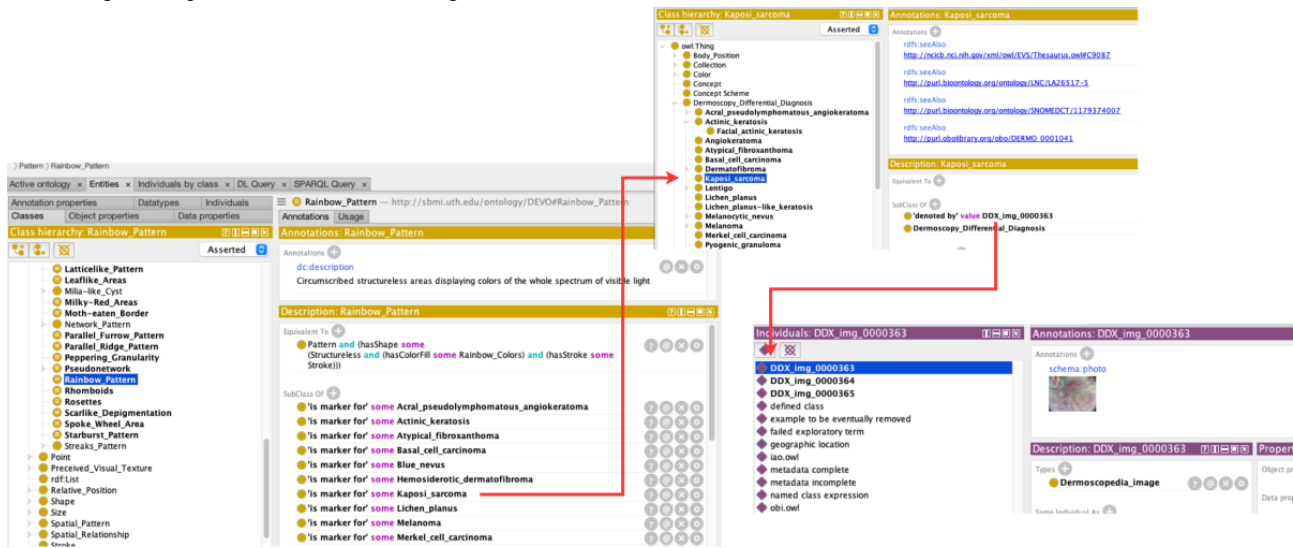 Class hierarchy: Kaposi_sarcoma
Asserted
owl:Thing
Body_Position
Collection
Color
Concept
Concept Scheme
Dermoscopy_Differential_Diagnosis
Acral_pseudolymphomatous_angiokeratoma
Actinic_keratosis
Facial_actinic_keratosis
Angiokeratoma
Atypical_fibroxanthoma
Basal_cell_carcinoma
Dermatofibroma
Kaposi_sarcoma
Lentigo
Lichen_planus
Lichen_planus-like_keratosis
Melanocytic_nevus
Melanoma
Merkel_cell_carcinoma
Pyogenic_granuloma
Annotations: Kaposi_sarcoma
Annotations
rdfs:seeAlso
http://ncicb.nci.nih.gov/xml/owl/EVS/Thesaurus.owl#C9087
rdfs:seeAlso
http://purl.bioontology.org/ontology/LNC/LA26517-5
rdfs:seeAlso
http://purl.bioontology.org/ontology/SNOMEDCT/1179374007
rdfs:seeAlso
http://purl.obolibrary.org/obo/DERMO_0001041
Description: Kaposi_sarcoma
Equivalent To
SubClass Of
'denoted by' value DDX_img_0000363
Dermoscopy_Differential_Diagnosis
Pattern Rainbow_Pattern
Active ontology × Entities × Individuals by class × DL Query × SPARQL Query ×
Annotation properties Datatypes Individuals
Classes Object properties Data properties
Class hierarchy: Rainbow_Pattern
Asserted
Latticelike_Pattern
Leaflike_Areas
Milia-like_Cyst
Milky-Red_Areas
Moth-eaten_Border
Network_Pattern
Parallel_Furrow_Pattern
Parallel_Ridge_Pattern
Peppering_Granularity
Pseudonetwork
Rainbow_Pattern
Rhomboids
Rosettes
Scarlike_Depigmentation
Spoke_Wheel_Area
Starburst_Pattern
Streaks_Pattern
Point
Preceived_Visual_Texture
rdf:List
Relative_Position
Shape
Size
Spatial_Pattern
Spatial_Relationship
Stroke
Rainbow_Pattern — http://sbmi.uth.edu/ontology/DEVO#Rainbow_Pattern
Annotations Usage
Annotations: Rainbow_Pattern
Annotations
dc:description
Circumscribed structureless areas displaying colors of the whole spectrum of visible light
Description: Rainbow_Pattern
Equivalent To
Pattern and (hasShape some
(Structureless and (hasColorFill some Rainbow_Colors) and (hasStroke some
Stroke)))
SubClass Of
'is marker for' some Acral_pseudolymphomatous_angiokeratoma
'is marker for' some Actinic_keratosis
'is marker for' some Atypical_fibroxanthoma
'is marker for' some Basal_cell_carcinoma
'is marker for' some Blue_nevus
'is marker for' some Hemosiderotic_dermatofibroma
'is marker for' some Kaposi_sarcoma
'is marker for' some Lichen_planus
'is marker for' some Melanoma
'is marker for' some Merkel_cell_carcinoma
Individuals: DDX_img_0000363
DDX_img_0000363
DDX_img_0000364
DDX_img_0000365
defined class
example to be eventually removed
failed exploratory term
geographic location
iao.owl
metadata complete
metadata incomplete
named class expression
obi.owl
Annotations: DDX_img_0000363
Annotations
schema:photo
Description: DDX_img_0000363
Types
Dermoscopedia_image
Propert
Object pr
Data prop